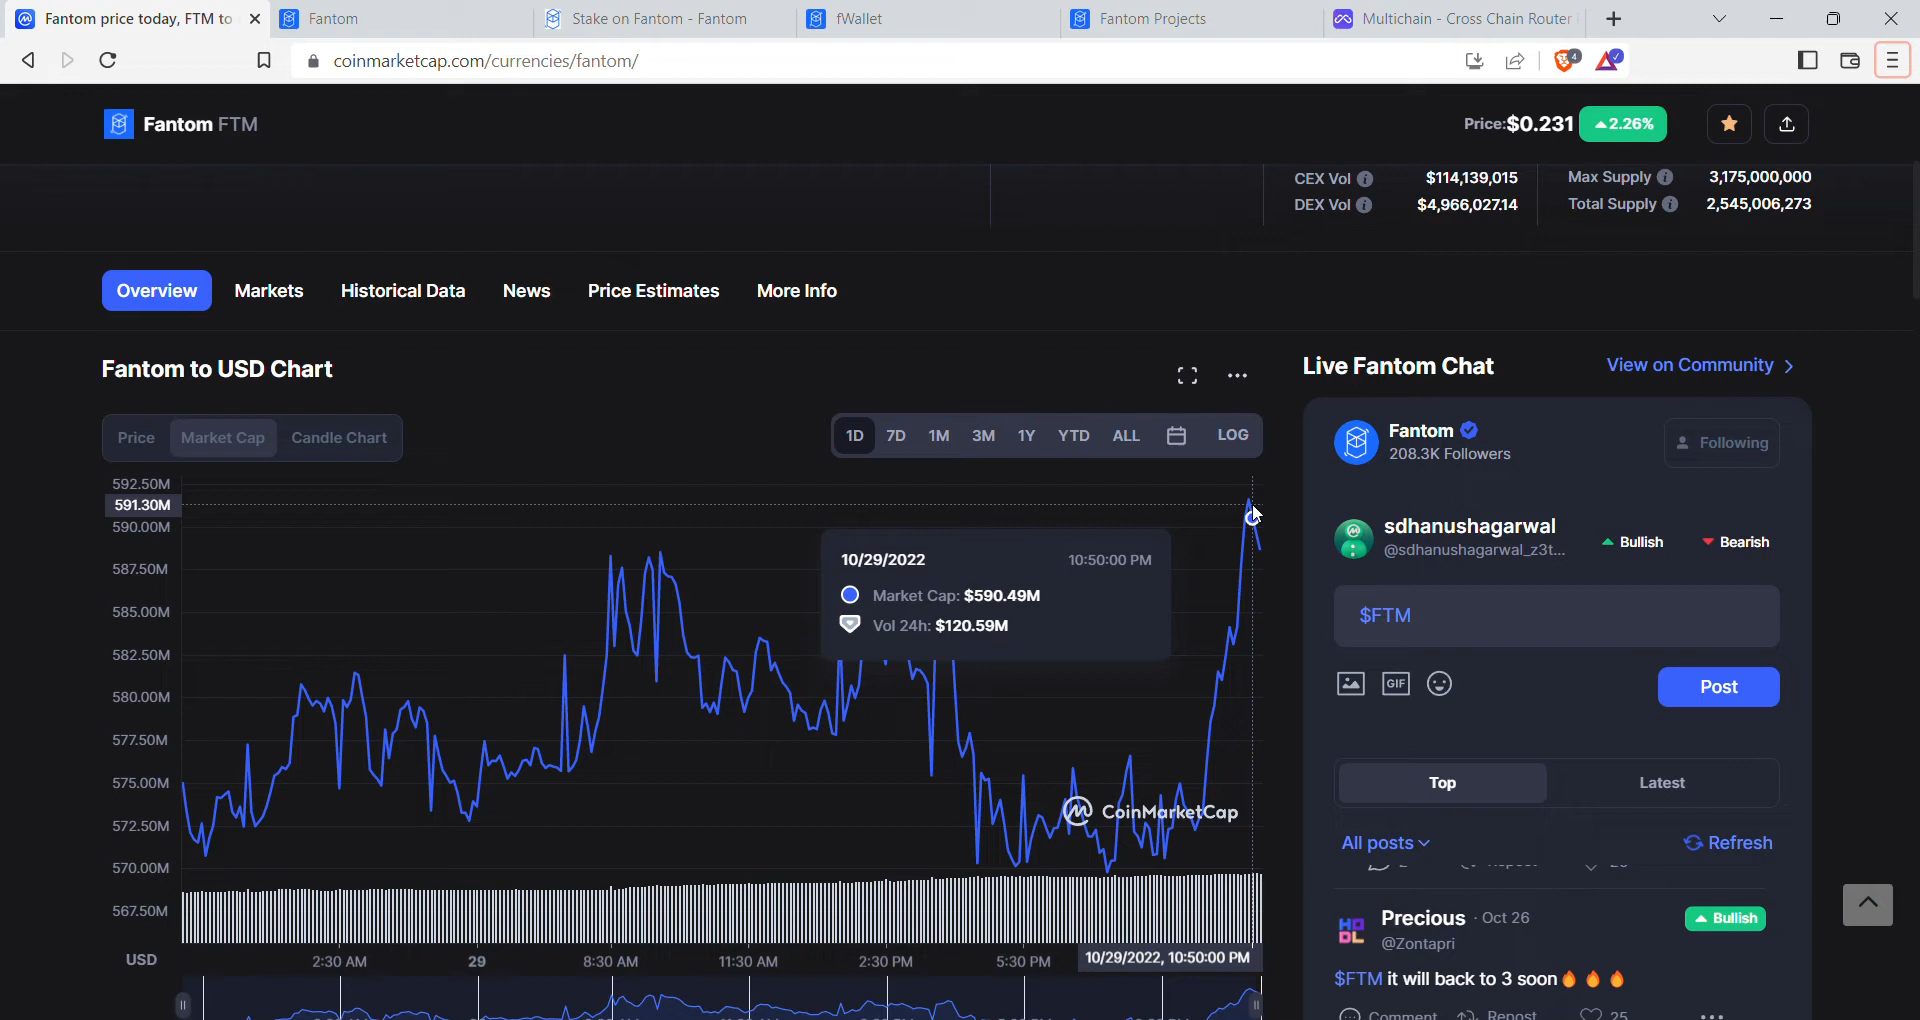 Fantom price today, FTM to
Fantom
Stake on Fantom - Fantom
fWallet
Fantom Projects
Multichain - Cross Chain Router
coinmarketcap.com/currencies/fantom/
4
Fantom FTM
Price:$0.231
2.26%
CEX Vol $114,139,015
DEX Vol $4,966,027.14
Max Supply 3,175,000,000
Total Supply 2,545,006,273
Overview
Markets
Historical Data
News
Price Estimates
More Info
Fantom to USD Chart
Price
Market Cap
Candle Chart
1D
7D
1M
3M
1Y
YTD
ALL
LOG
592.50M
591.30M
590.00M
587.50M
585.00M
582.50M
580.00M
577.50M
575.00M
572.50M
570.00M
567.50M
10/29/2022 10:50:00 PM
Market Cap: $590.49M
Vol 24h: $120.59M
CoinMarketCap
USD
2:30 AM
29
8:30 AM
11:30 AM
2:30 PM
5:30 PM
10/29/2022, 10:50:00 PM
Live Fantom Chat
View on Community
Fantom
208.3K Followers
Following
sdhanushagarwal
@sdhanushagarwal_z3t...
Bullish
Bearish
$FTM
GIF
Post
Top
Latest
All posts
Refresh
Precious · Oct 26
@Zontapri
Bullish
$FTM it will back to 3 soon🔥🔥🔥
Comment
Repost
25